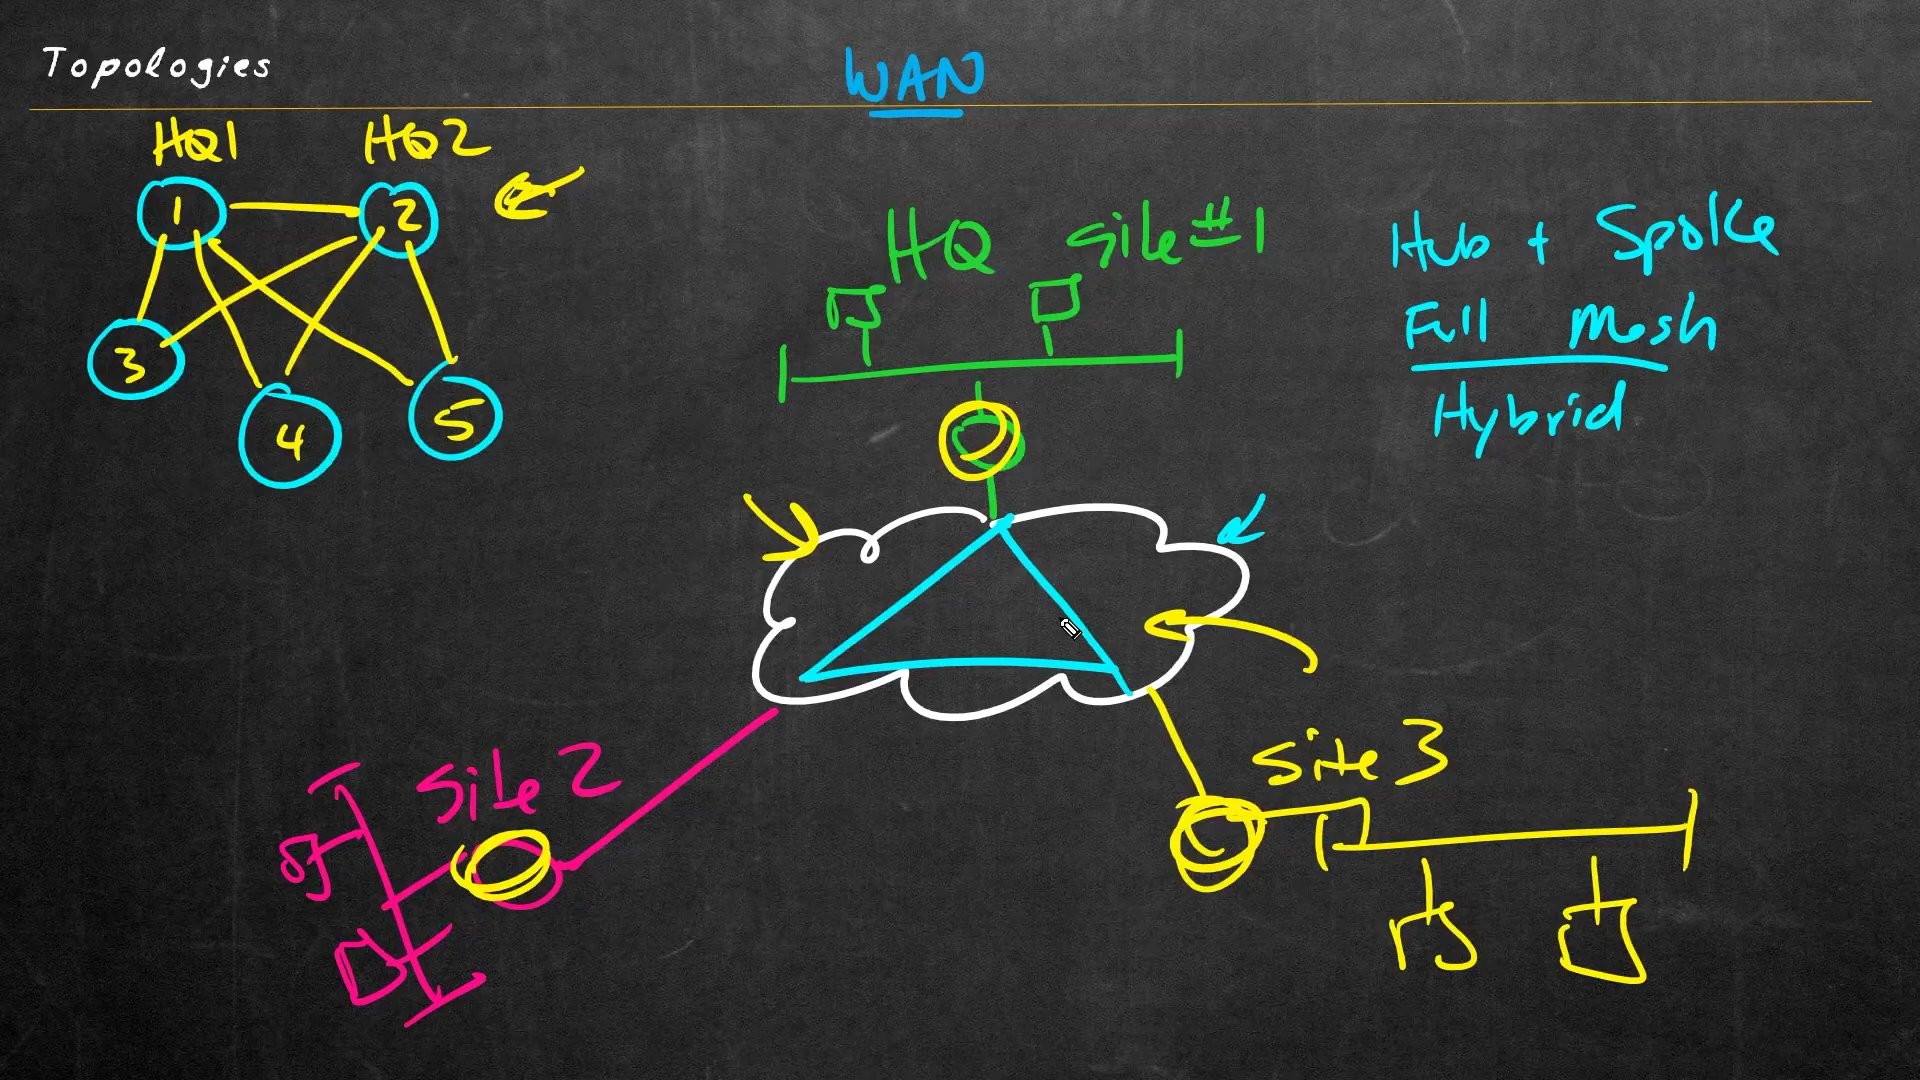 Topologies
WAN
HQ1 HQ2
1 2
3
4
5
HQ Site #1
Hub + Spoke
Full Mesh
Hybrid
Site 2
Site 3